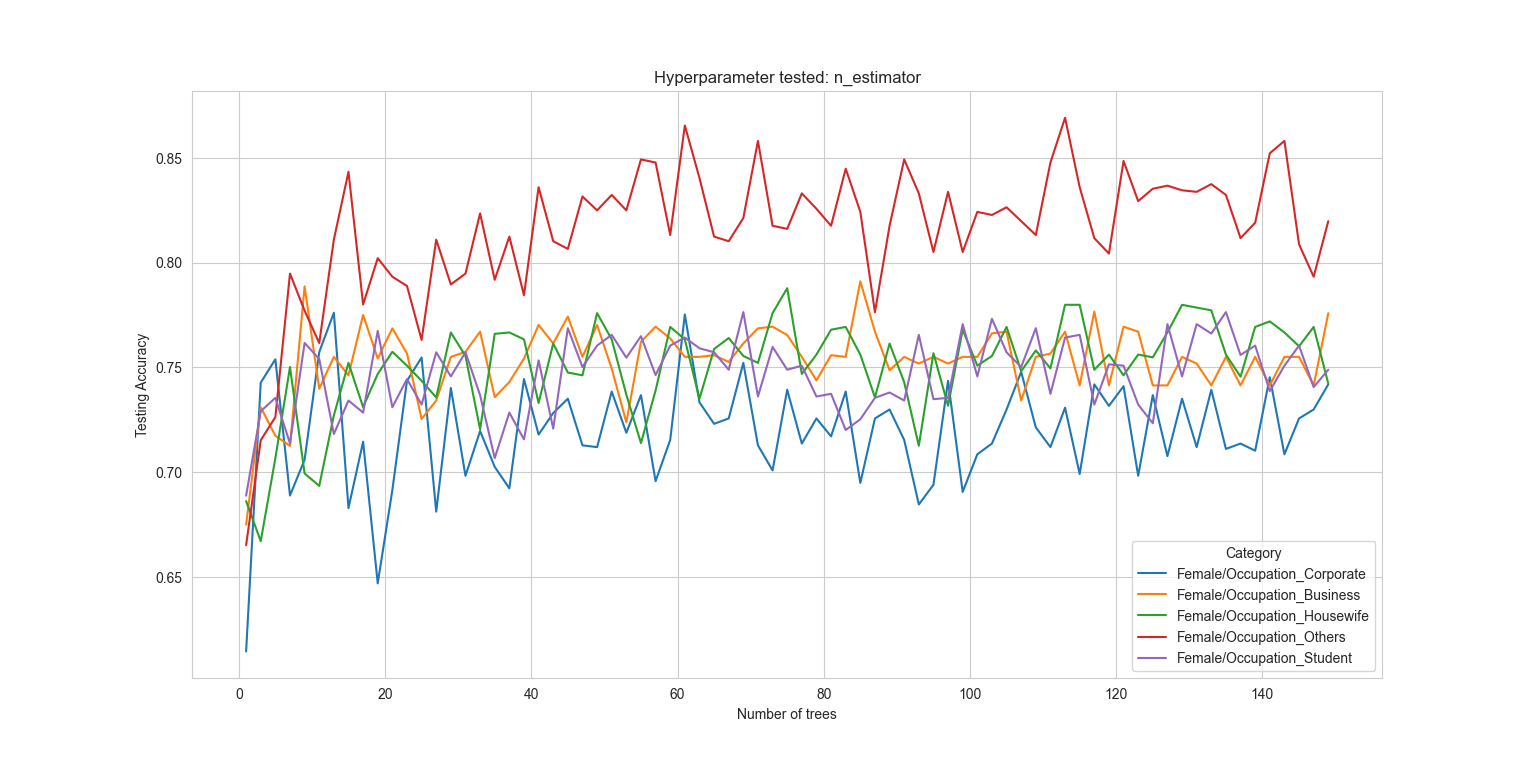 Hyperparameter tested: n_estimator
Testing Accuracy
0.85
0.80
0.75
0.70
0.65
0
20
40
60
80
100
120
140
Number of trees
Category
Female/Occupation_Corporate
Female/Occupation_Business
Female/Occupation_Housewife
Female/Occupation_Others
Female/Occupation_Student